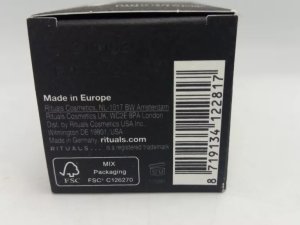 Made in Europe
Rituals Cosmetics, NL-1017 BW Amsterdam
Rituals Cosmetics UK, WC2E 8PA London
Distr. by Rituals Cosmetics USA Inc.
Wilmington DE 19801, USA
Made in Germany rituals.com
RITUALS... is a registered trademark
FSC
MIX
Packaging
FSC® C126270
8 719134 122817